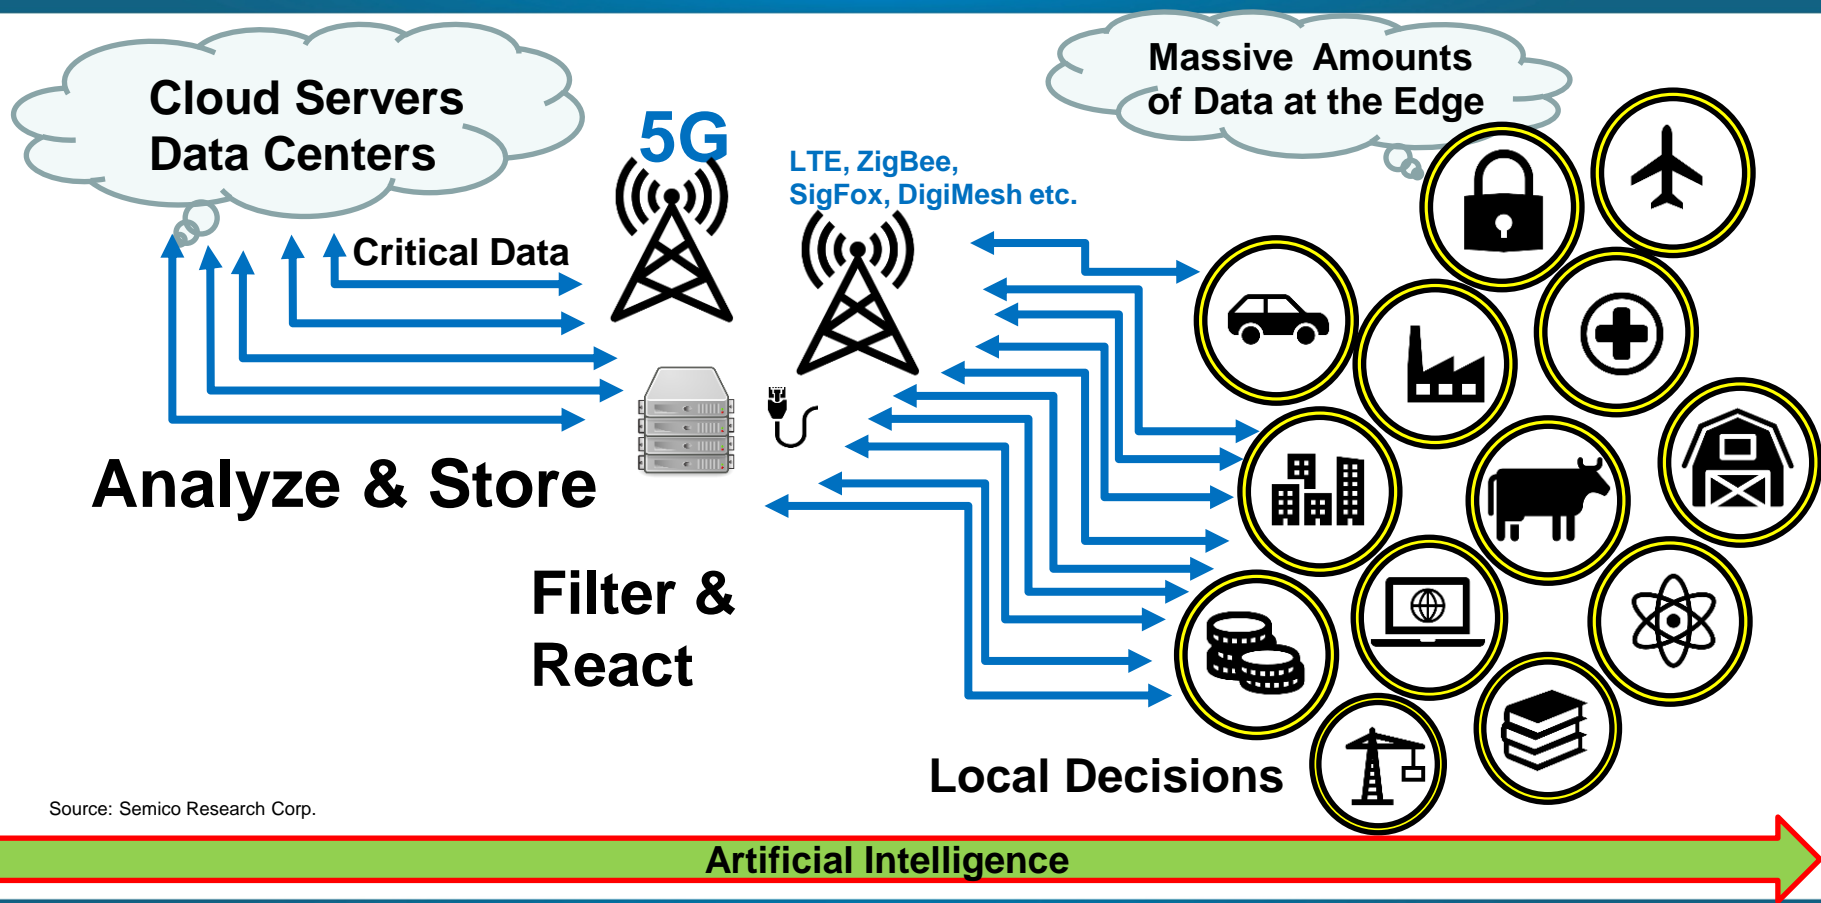 Cloud Servers
Data Centers
5G
LTE, ZigBee,
SigFox, DigiMesh etc.
Massive Amounts
of Data at the Edge
Critical Data
Analyze & Store
Filter &
React
Local Decisions
Source: Semico Research Corp.
Artificial Intelligence